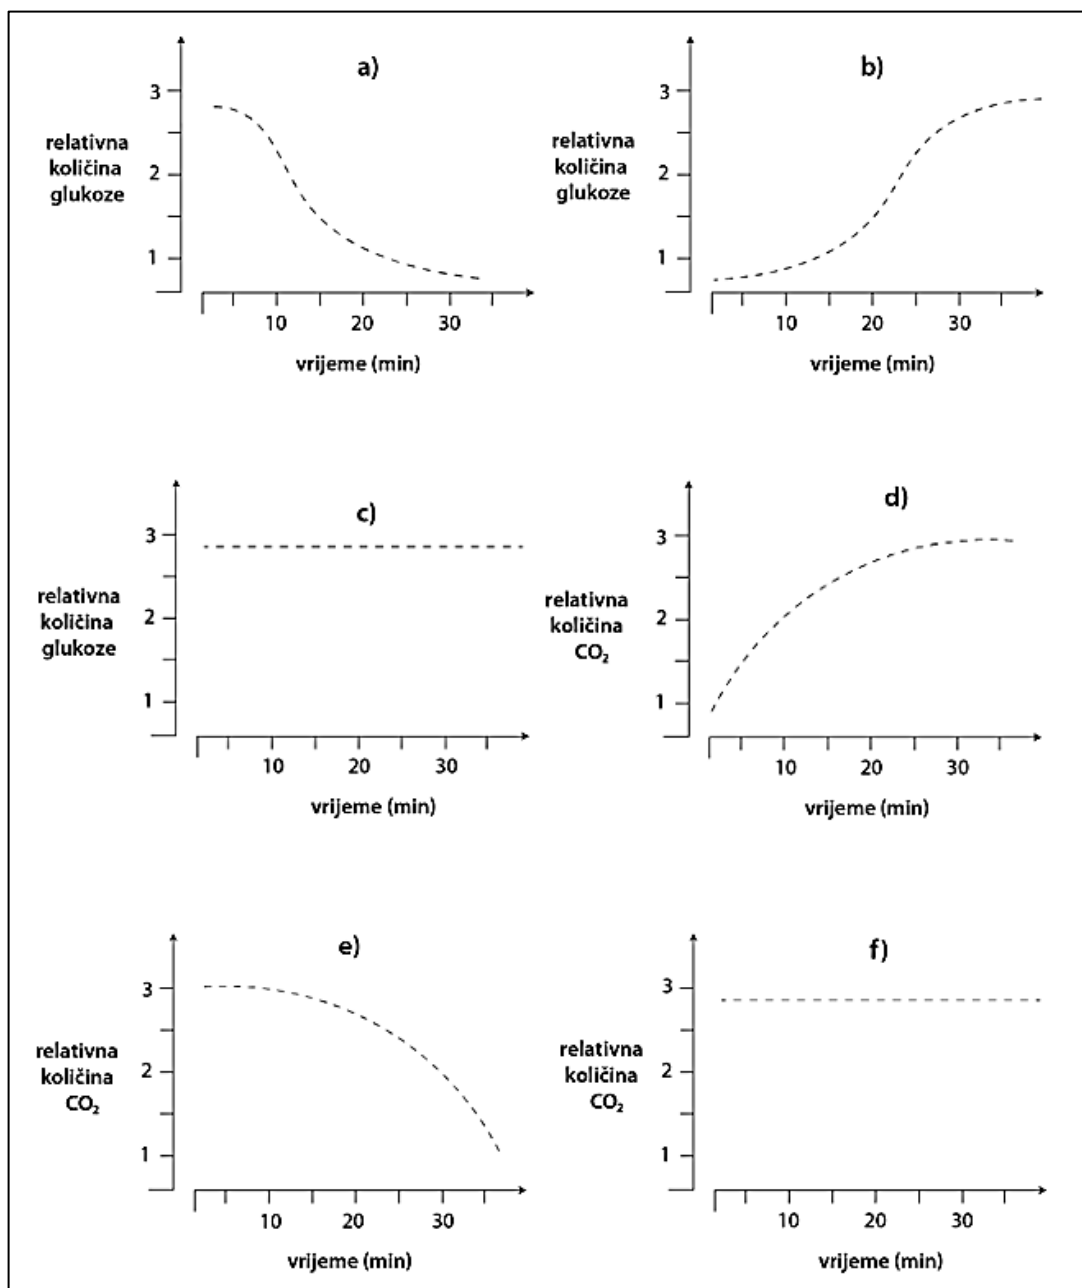 a)
3
relativna
količina
glukoze
2
1
10 20 30
vrijeme (min)
b)
3
relativna
količina
glukoze
2
1
10 20 30
vrijeme (min)
c)
3
relativna
količina
glukoze
2
1
10 20 30
vrijeme (min)
d)
3
relativna
količina
CO₂
2
1
10 20 30
vrijeme (min)
e)
3
relativna
količina
CO₂
2
1
10 20 30
vrijeme (min)
f)
3
relativna
količina
CO₂
2
1
10 20 30
vrijeme (min)